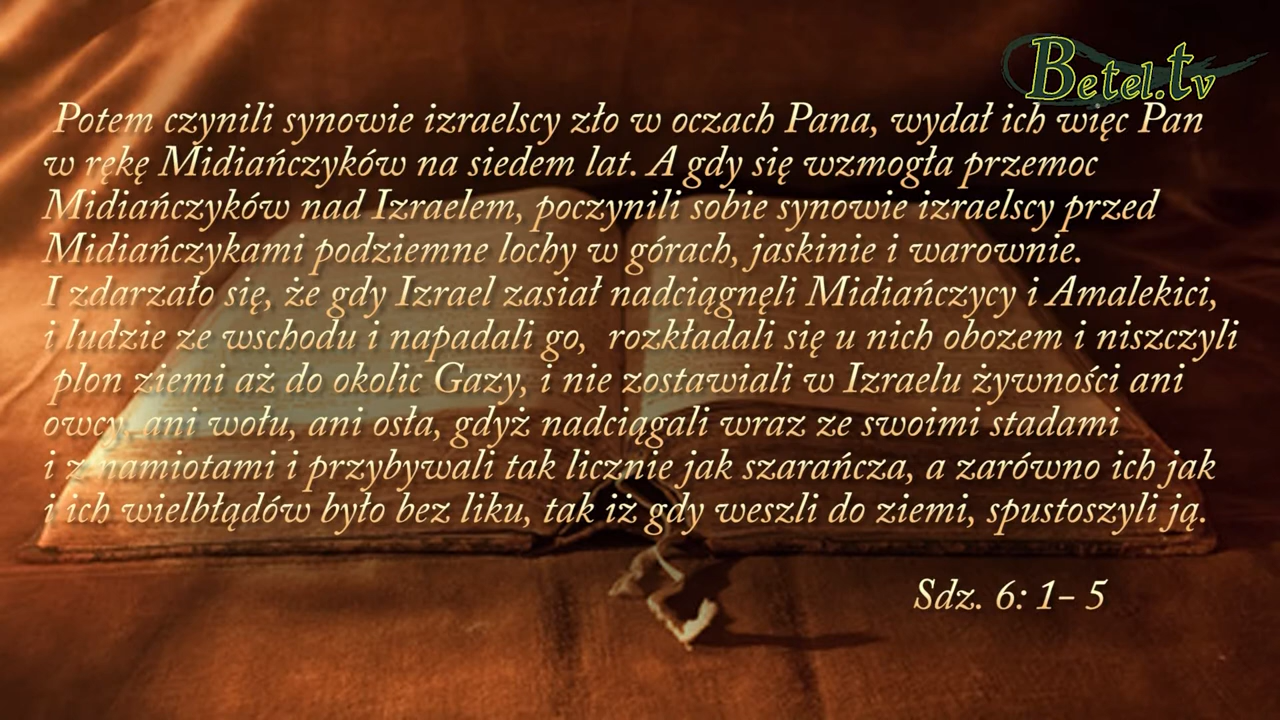 Betel.tv
Potem czynili synowie izraelscy zło w oczach Pana, wydał ich więc Pan
w rękę Midiańczyków na siedem lat. A gdy się wzmogła przemoc
Midiańczyków nad Izraelem, poczynili sobie synowie izraelscy przed
Midiańczykami podziemne lochy w górach, jaskinie i warownie.
I zdarzało się, że gdy Izrael zasiał nadciągnęli Midiańczycy i Amalekici,
i ludzie ze wschodu i napadali go, rozkładali się u nich obozem i niszczyli
plon ziemi aż do okolic Gazy, i nie zostawiali w Izraelu żywności ani
owcy, ani wołu, ani osła, gdyż nadciągali wraz ze swoimi stadami
i z namiotami i przybywali tak licznie jak szarańcza, a zarówno ich jak
i ich wielbłądów było bez liku, tak iż gdy weszli do ziemi, spustoszyli ją.
Sdz. 6: 1– 5